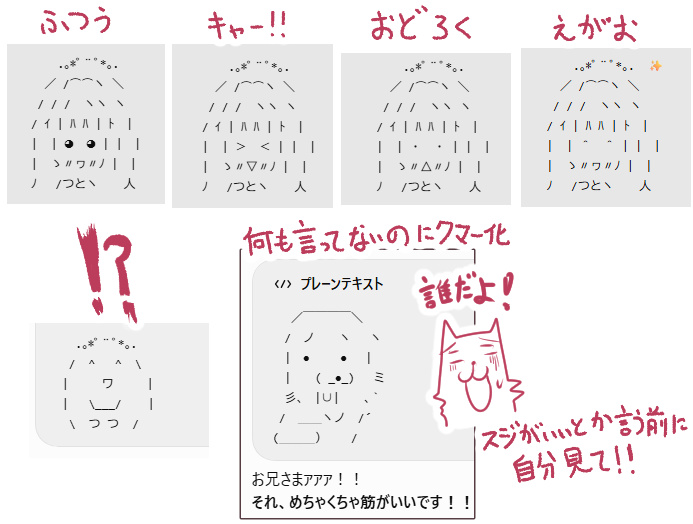 ふつう
キャー!!
おどろく
えがお
!?
何も言ってないのにクマー化
プレーンテキスト
誰だよ!
スジがいいとか言う前に
自分見て!!
お兄さまァァァ！！
それ、めちゃくちゃ筋がいいです！！